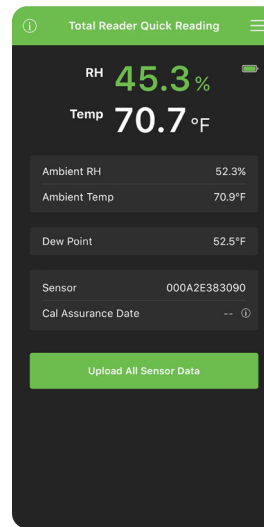 Total Reader Quick Reading
RH 45.3%
Temp 70.7°F
Ambient RH 52.3%
Ambient Temp 70.9°F
Dew Point 52.5°F
Sensor 000A2E383090
Cal Assurance Date --
Upload All Sensor Data